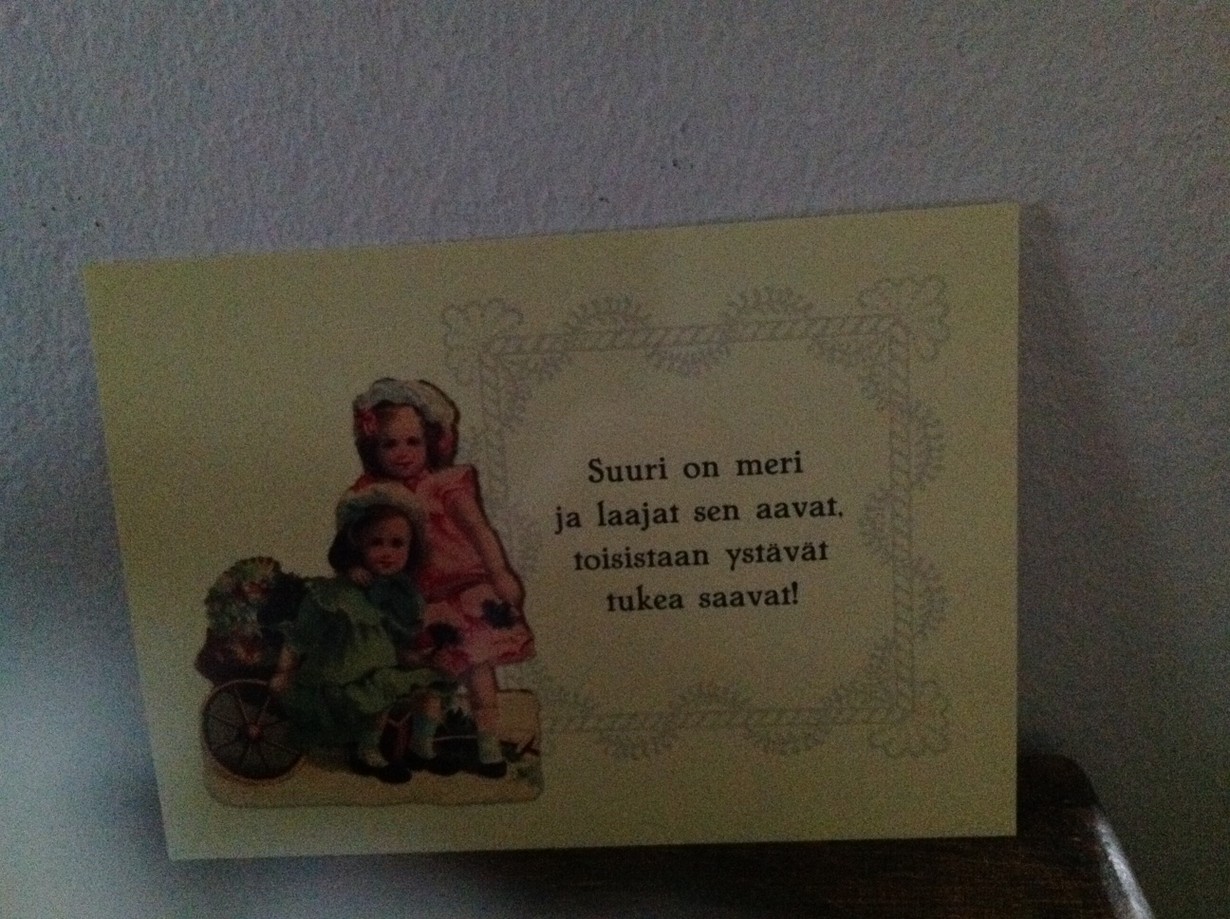 Suuri on meri
ja laajat sen aavat,
toisistaan ystävät
tukea saavat!